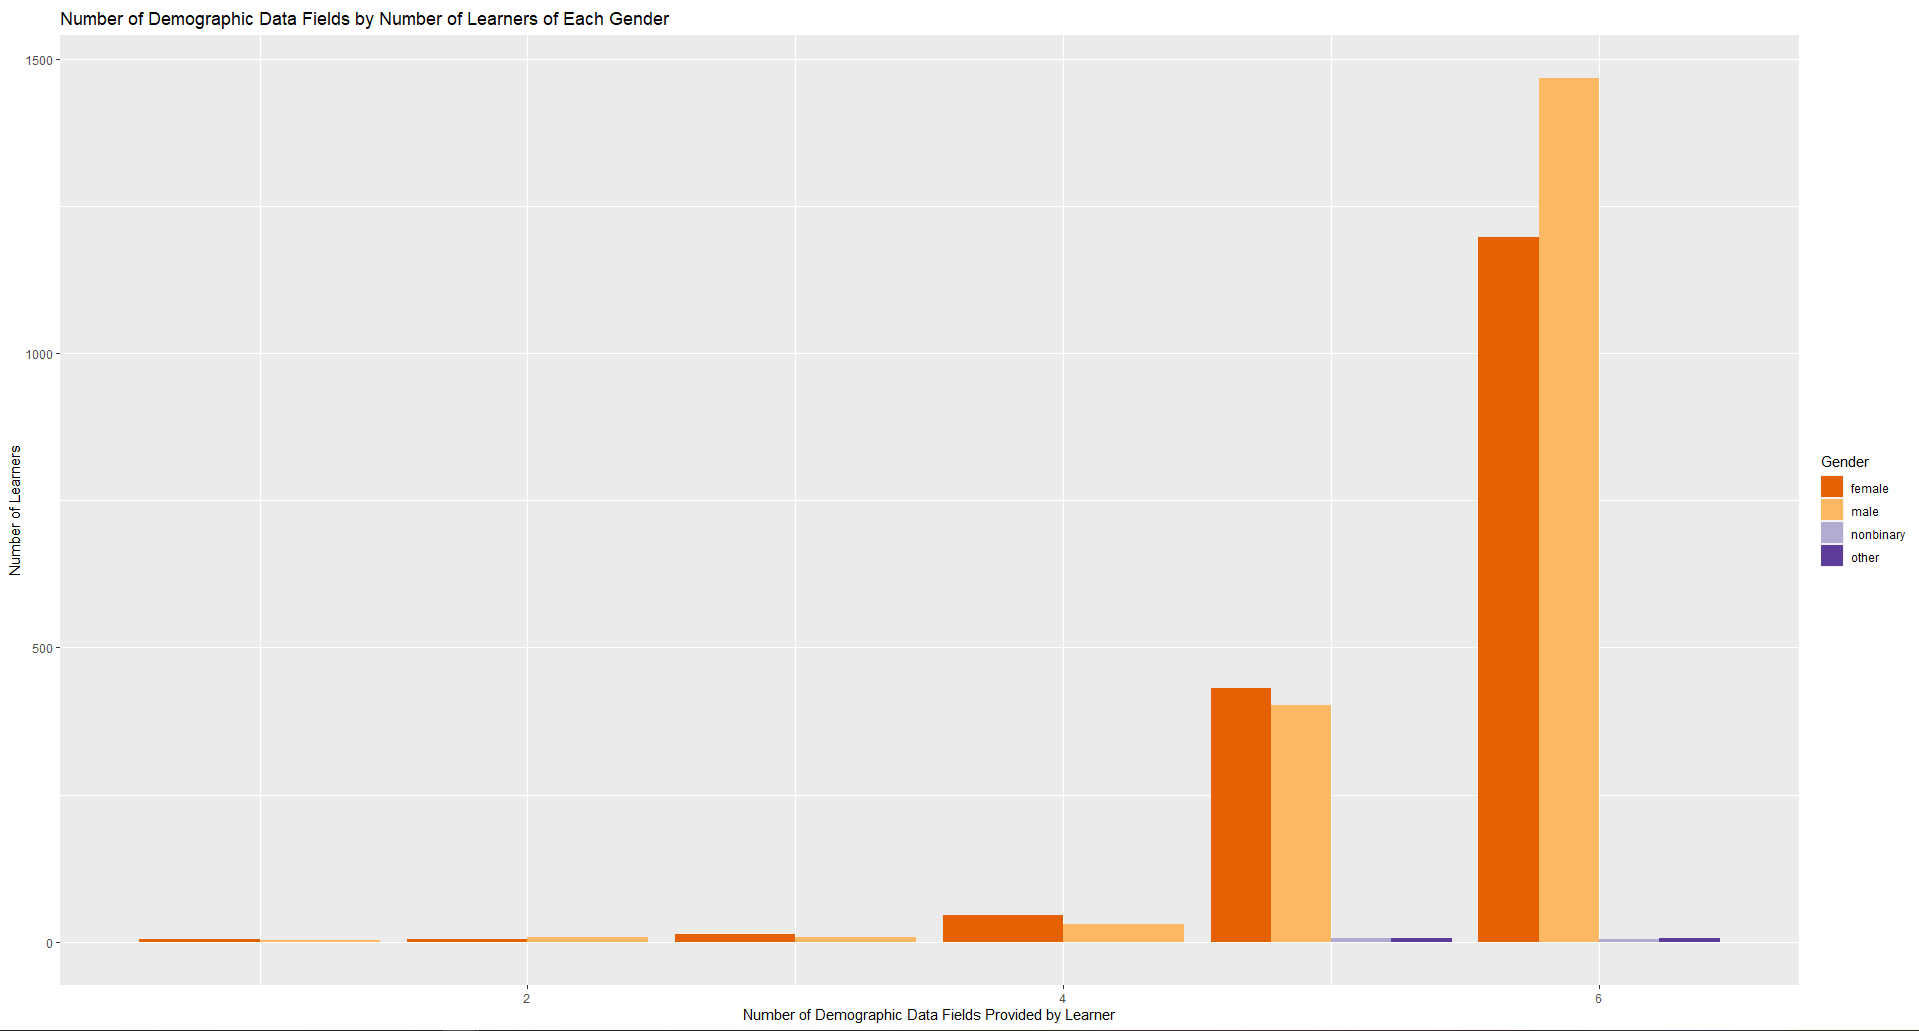 Number of Demographic Data Fields by Number of Learners of Each Gender
1500
1000
500
0
Number of Learners
2
4
6
Number of Demographic Data Fields Provided by Learner
Gender
female
male
nonbinary
other